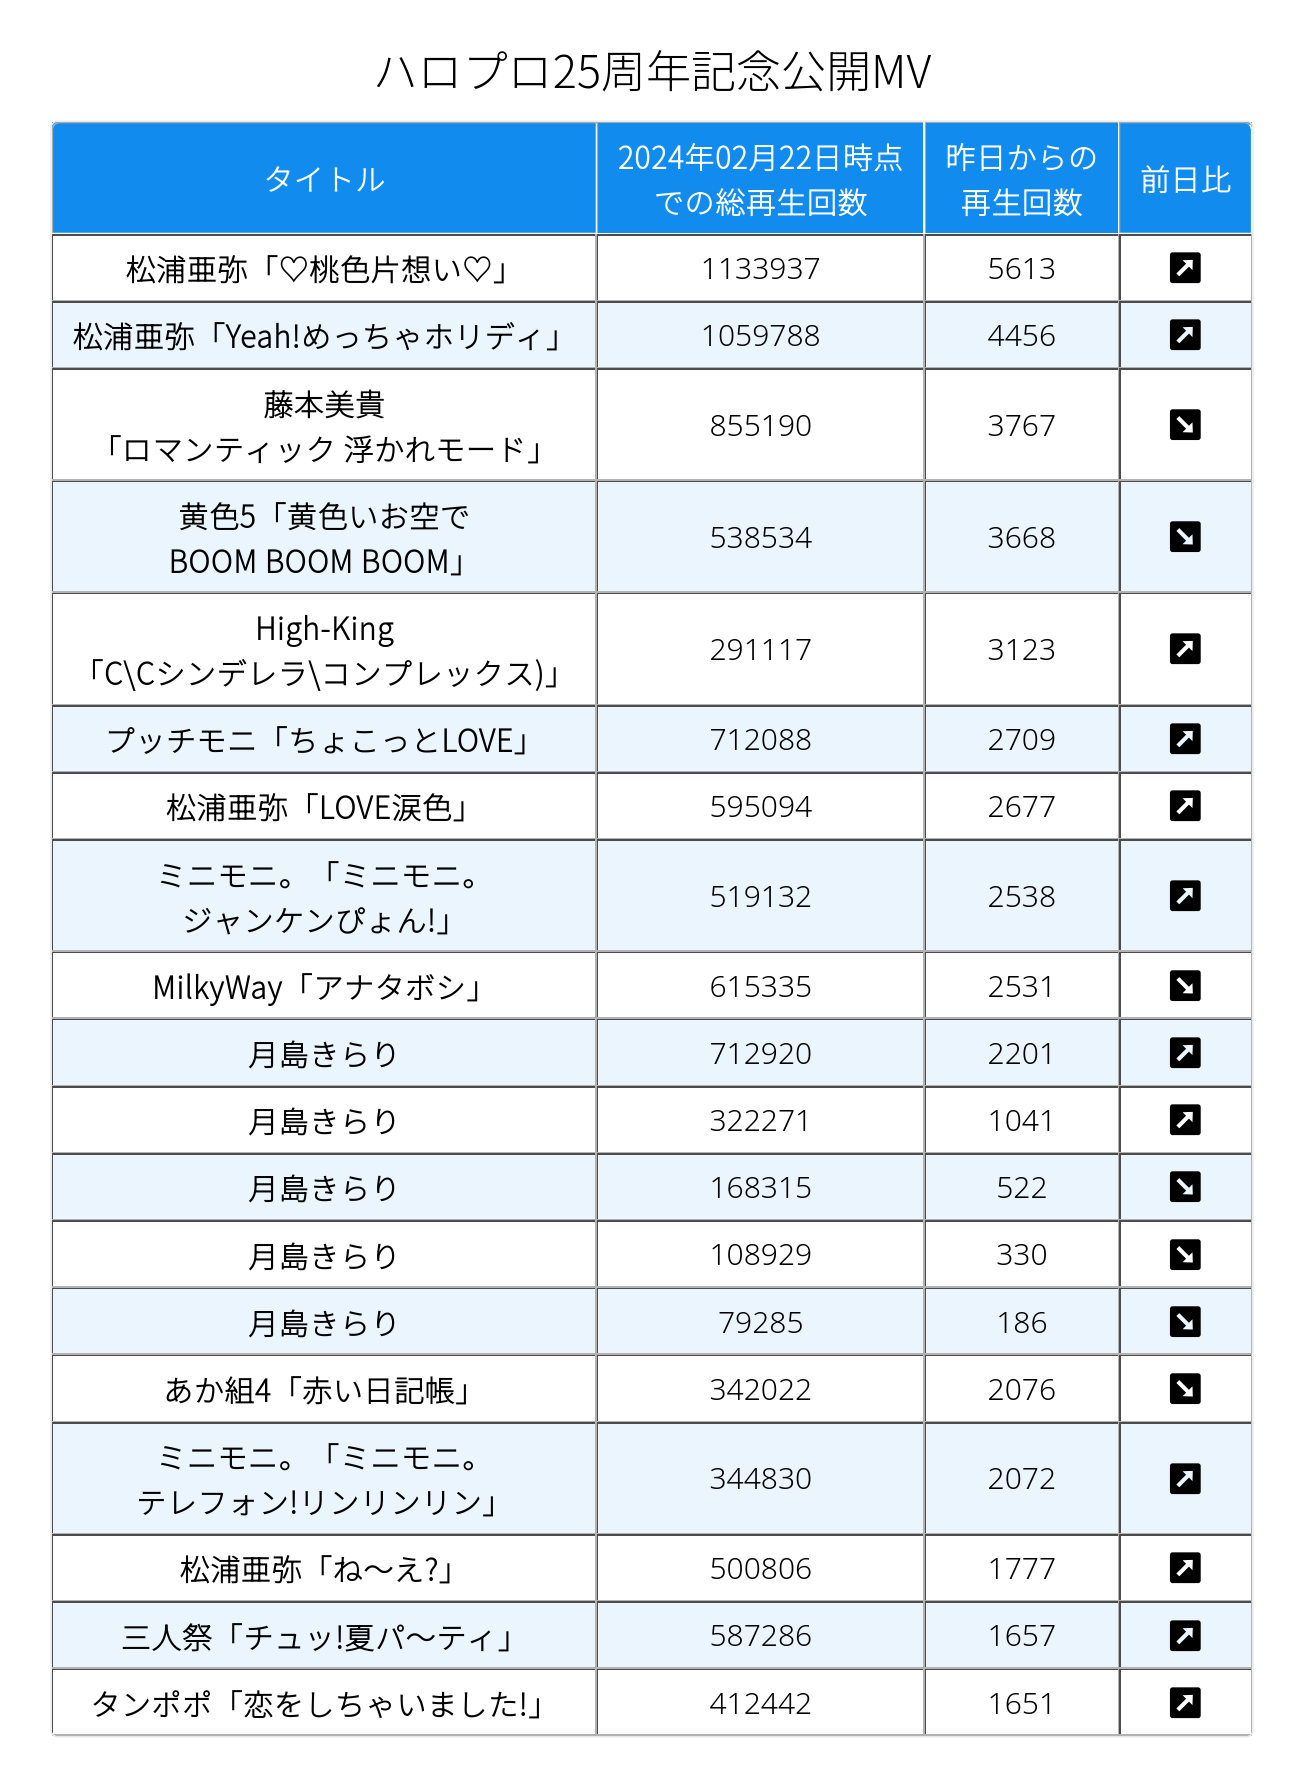 ハロプロ25周年記念公開MV
タイトル
2024年02月22日時点
での総再生回数
昨日からの
再生回数
前日比
松浦亜弥「♡桃色片想い♡」 1133937 5613 ↗
松浦亜弥「Yeah!めっちゃホリディ」 1059788 4456 ↗
藤本美貴
「ロマンティック 浮かれモード」 855190 3767 ↘
黄色5「黄色いお空で
BOOM BOOM BOOM」 538534 3668 ↘
High-King
「C\Cシンデレラ\コンプレックス)」 291117 3123 ↗
プッチモニ「ちょこっとLOVE」 712088 2709 ↗
松浦亜弥「LOVE涙色」 595094 2677 ↗
ミニモニ。「ミニモニ。
ジャンケンぴょん!」 519132 2538 ↗
MilkyWay「アナタボシ」 615335 2531 ↘
月島きらり 712920 2201 ↗
月島きらり 322271 1041 ↗
月島きらり 168315 522 ↘
月島きらり 108929 330 ↘
月島きらり 79285 186 ↘
あか組4「赤い日記帳」 342022 2076 ↘
ミニモニ。「ミニモニ。
テレフォン!リンリンリン」 344830 2072 ↗
松浦亜弥「ね〜え?」 500806 1777 ↗
三人祭「チュッ!夏パ〜ティ」 587286 1657 ↗
タンポポ「恋をしちゃいました!」 412442 1651 ↗